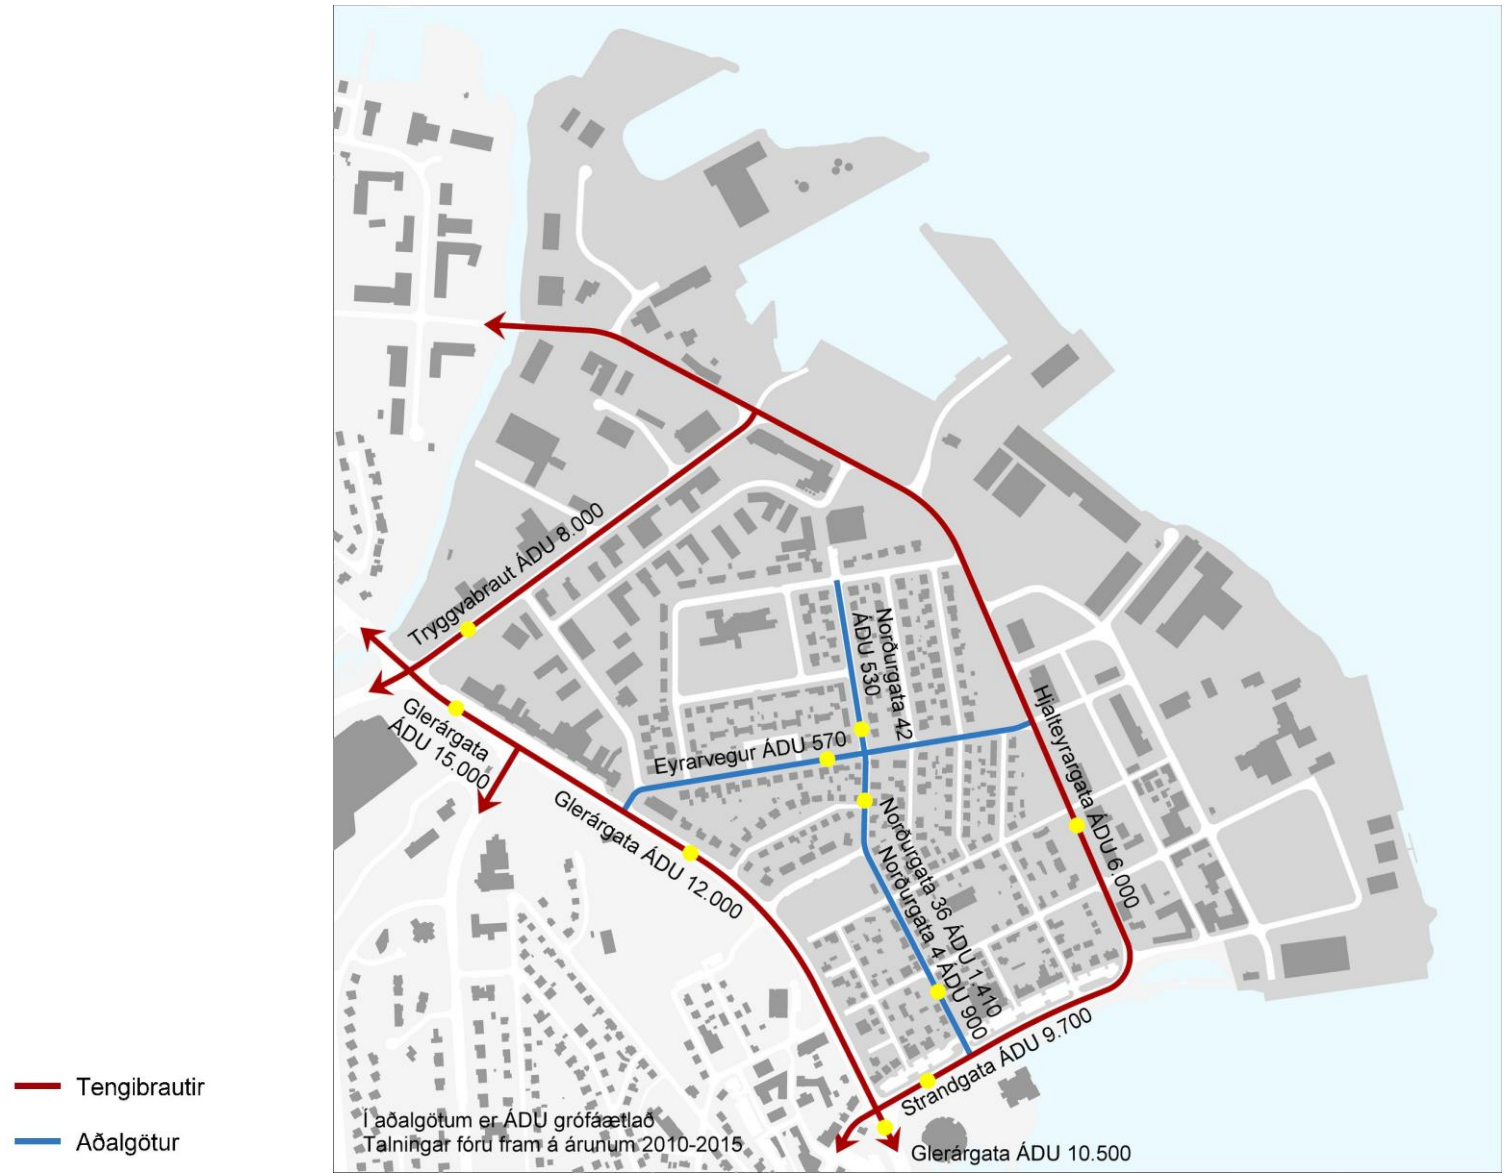 Tryggvabraut ÁDU 8.000
Norðurgata 42
ÁDU 530
Glerárgata
ÁDU 15.000
Eyrarvegur ÁDU 570
Hjalteyrargata ÁDU 6.000
Glerárgata ÁDU 12.000
Norðurgata 36 ÁDU 1.410
Norðurgata 4 ÁDU 900
Strandgata ÁDU 9.700
Glerárgata ÁDU 10.500
Tengibrautir
Aðalgötur
Í aðalgötum er ÁDU grófáætlað
Talningar fóru fram á árunum 2010-2015